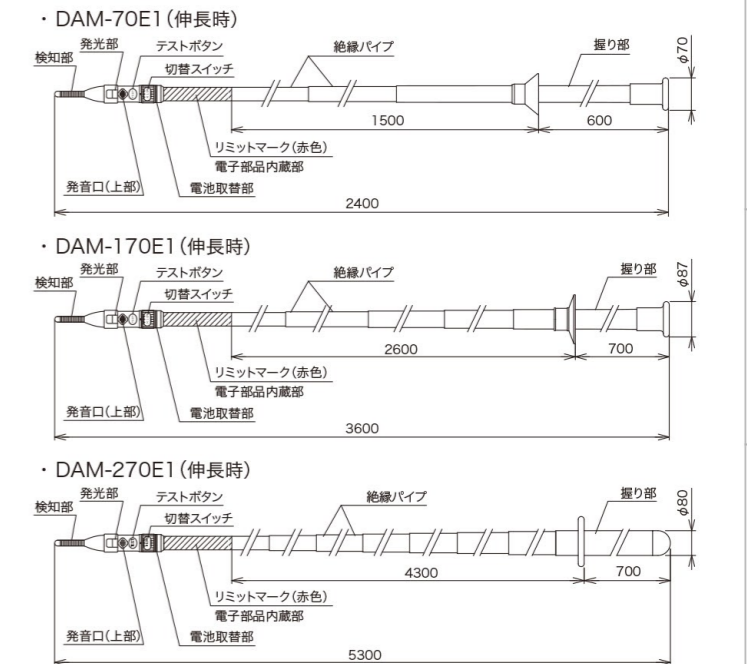 ・DAM-70E1(伸長時)
発光部
テストボタン
絶縁パイプ
握り部
φ70
検知部
切替スイッチ
1500
600
リミットマーク(赤色)
電子部品内蔵部
発音口(上部)
電池取替部
2400
・DAM-170E1(伸長時)
発光部
テストボタン
絶縁パイプ
握り部
φ87
検知部
切替スイッチ
2600
700
リミットマーク(赤色)
電子部品内蔵部
発音口(上部)
電池取替部
3600
・DAM-270E1(伸長時)
発光部
テストボタン
絶縁パイプ
握り部
φ80
検知部
切替スイッチ
4300
700
リミットマーク(赤色)
電子部品内蔵部
発音口(上部)
電池取替部
5300